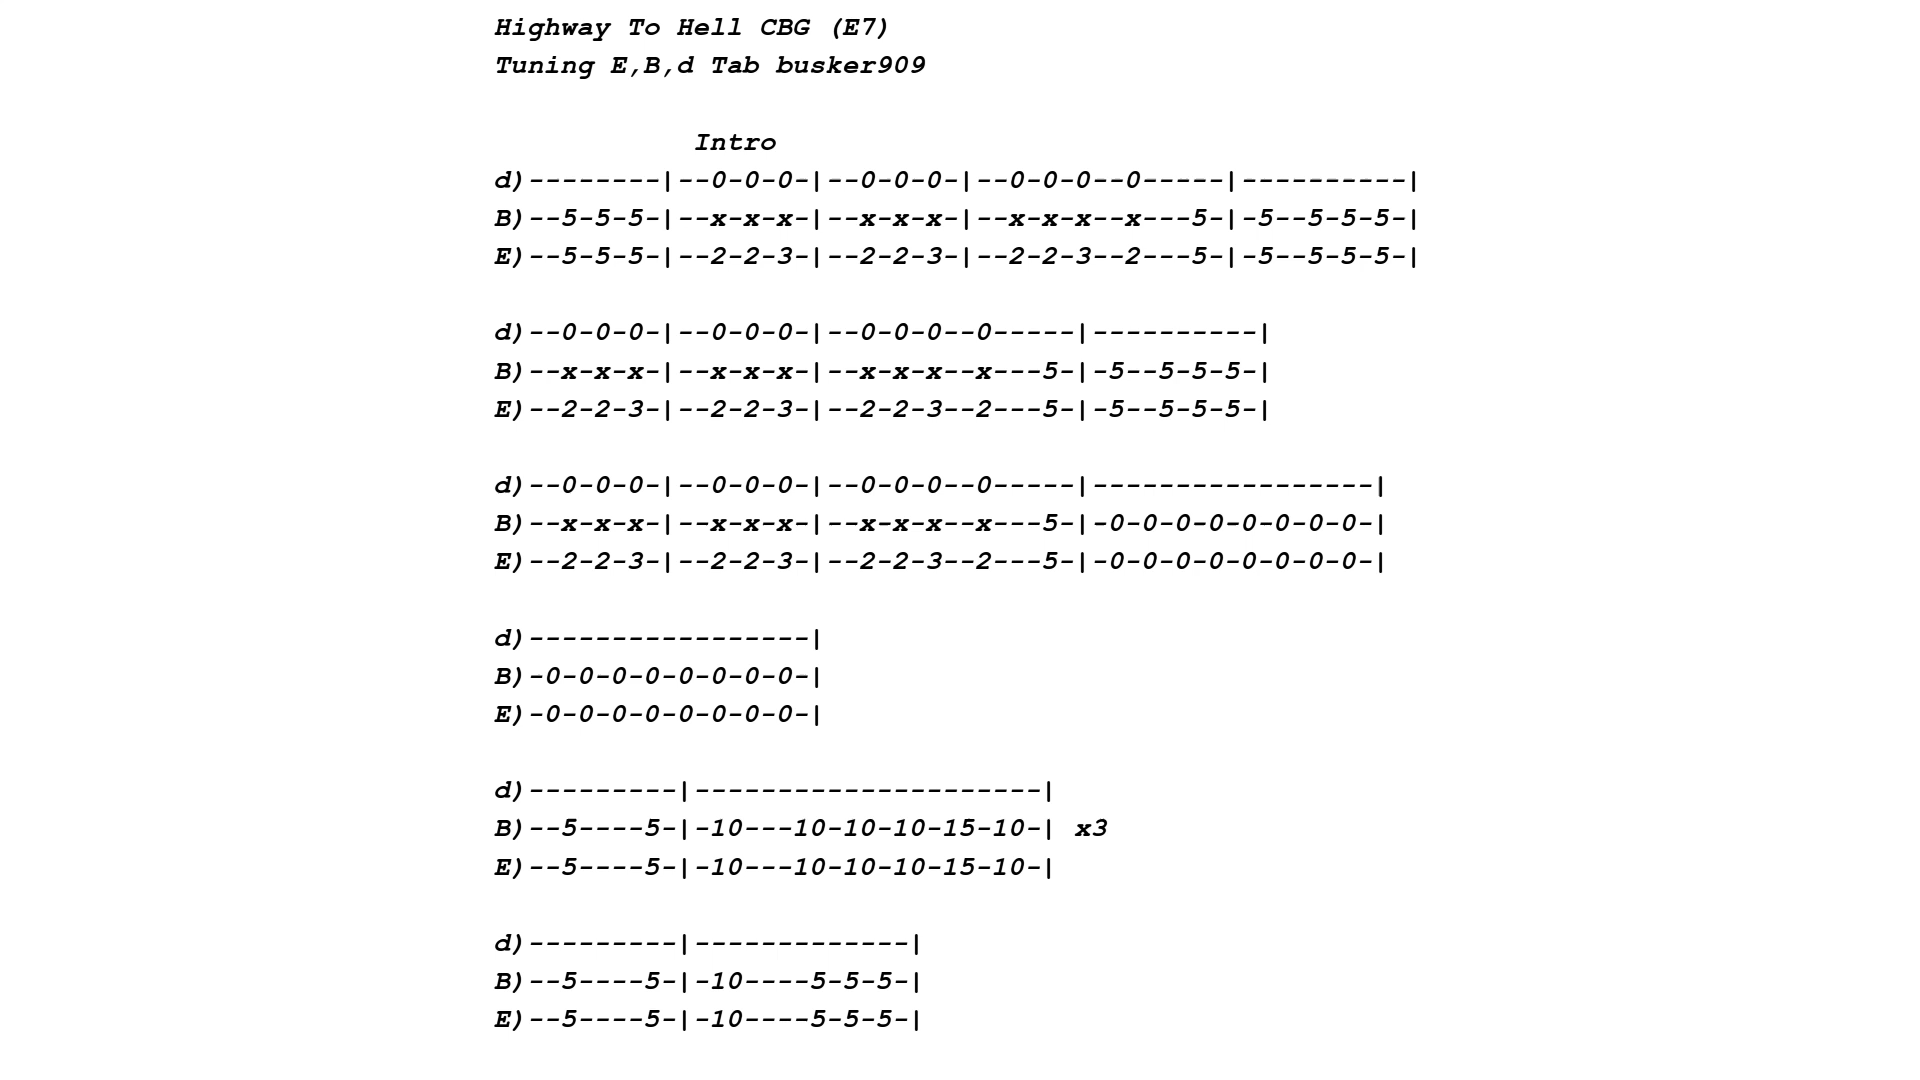 Highway To Hell CBG (E7)
Tuning E,B,d Tab busker909
Intro
d)--------|--0-0-0-|--0-0-0-|--0-0-0--0-----|----------|
B)--5-5-5-|--x-x-x-|--x-x-x-|--x-x-x--x---5-|-5--5-5-5-|
E)--5-5-5-|--2-2-3-|--2-2-3-|--2-2-3--2---5-|-5--5-5-5-|
d)--0-0-0-|--0-0-0-|--0-0-0--0-----|----------|
B)--x-x-x-|--x-x-x-|--x-x-x--x---5-|-5--5-5-5-|
E)--2-2-3-|--2-2-3-|--2-2-3--2---5-|-5--5-5-5-|
d)--0-0-0-|--0-0-0-|--0-0-0--0-----|-----------------|
B)--x-x-x-|--x-x-x-|--x-x-x--x---5-|-0-0-0-0-0-0-0-0-|
E)--2-2-3-|--2-2-3-|--2-2-3--2---5-|-0-0-0-0-0-0-0-0-|
d)-----------------|
B)-0-0-0-0-0-0-0-0-|
E)-0-0-0-0-0-0-0-0-|
d)---------|---------------------|
B)--5----5-|-10---10-10-10-15-10-| x3
E)--5----5-|-10---10-10-10-15-10-|
d)---------|-------------|
B)--5----5-|-10----5-5-5-|
E)--5----5-|-10----5-5-5-|